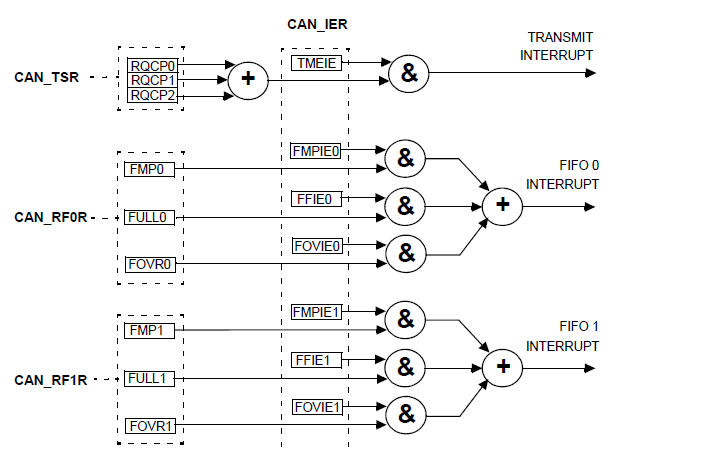 CAN_IER
TRANSMIT
INTERRUPT
CAN_TSR
RQCP0
RQCP1
RQCP2
+
TMEIE
&
FMPIE0
&
FIFO 0
INTERRUPT
FMP0
CAN_RF0R
FULL0
FFIE0
&
+
FOVIE0
&
FOVR0
FMPIE1
&
FIFO 1
INTERRUPT
FMP1
CAN_RF1R
FULL1
FFIE1
&
+
FOVIE1
&
FOVR1